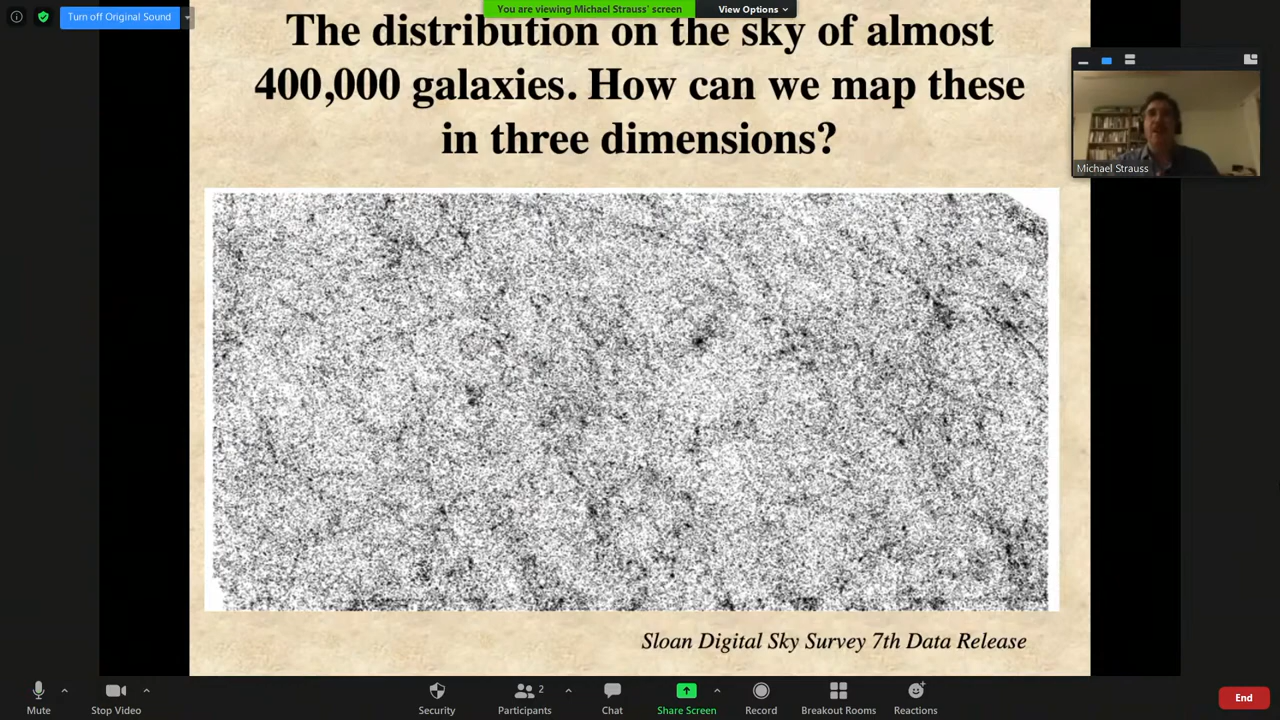 Turn off Original Sound
You are viewing Michael Strauss' screen
View Options
The distribution on the sky of almost
400,000 galaxies. How can we map these
in three dimensions?
Michael Strauss
Sloan Digital Sky Survey 7th Data Release
Mute
Stop Video
Security
Participants
2
Chat
Share Screen
Record
Breakout Rooms
Reactions
End